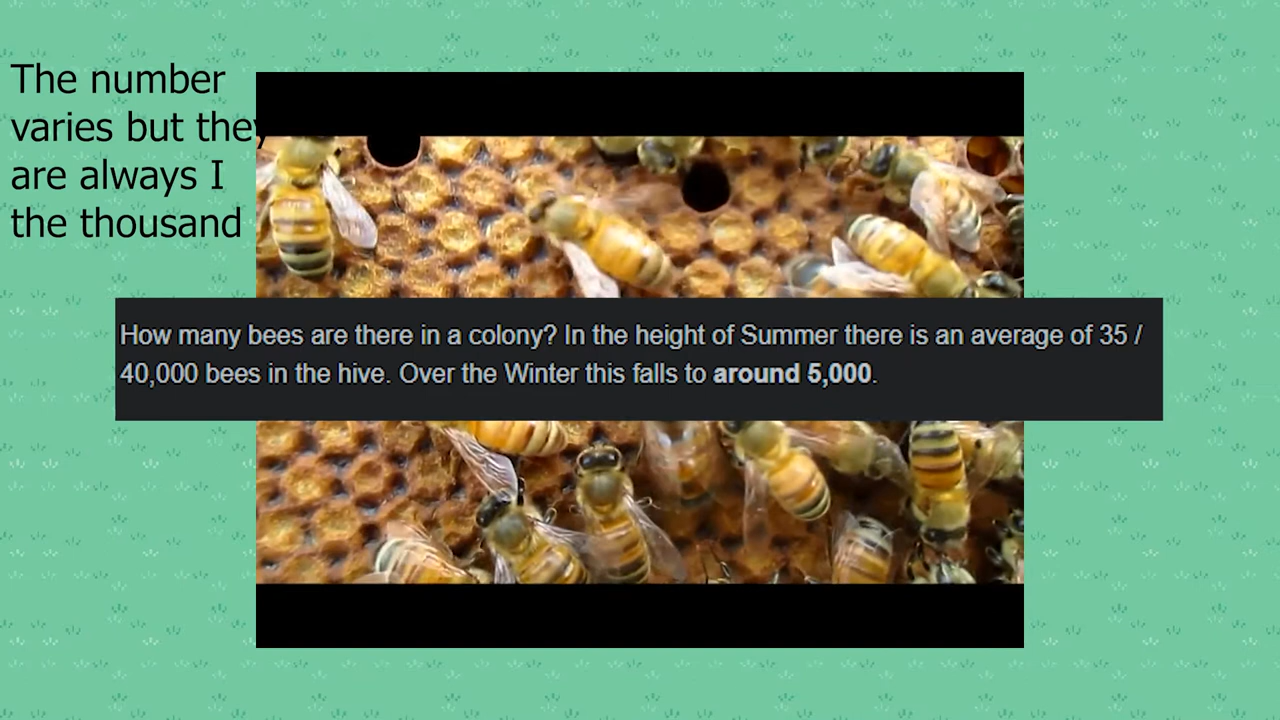 The number
varies but they
are always I
the thousand
How many bees are there in a colony? In the height of Summer there is an average of 35 /
40,000 bees in the hive. Over the Winter this falls to around 5,000.